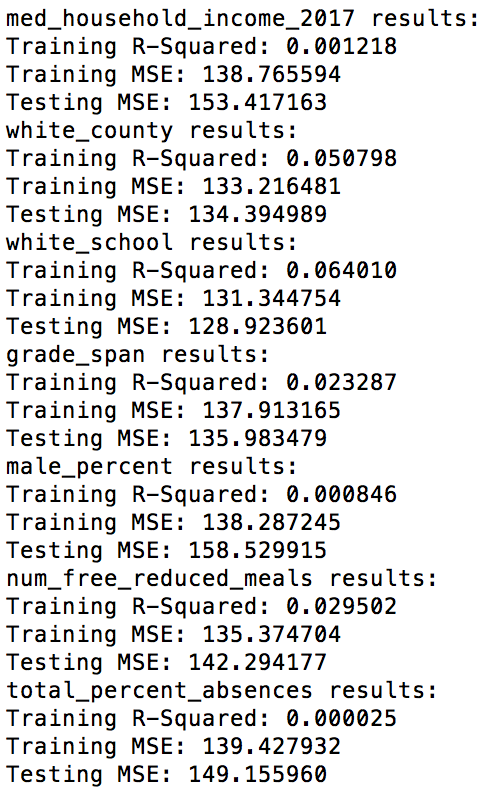 med_household_income_2017 results:
Training R-Squared: 0.001218
Training MSE: 138.765594
Testing MSE: 153.417163
white_county results:
Training R-Squared: 0.050798
Training MSE: 133.216481
Testing MSE: 134.394989
white_school results:
Training R-Squared: 0.064010
Training MSE: 131.344754
Testing MSE: 128.923601
grade_span results:
Training R-Squared: 0.023287
Training MSE: 137.913165
Testing MSE: 135.983479
male_percent results:
Training R-Squared: 0.000846
Training MSE: 138.287245
Testing MSE: 158.529915
num_free_reduced_meals results:
Training R-Squared: 0.029502
Training MSE: 135.374704
Testing MSE: 142.294177
total_percent_absences results:
Training R-Squared: 0.000025
Training MSE: 139.427932
Testing MSE: 149.155960